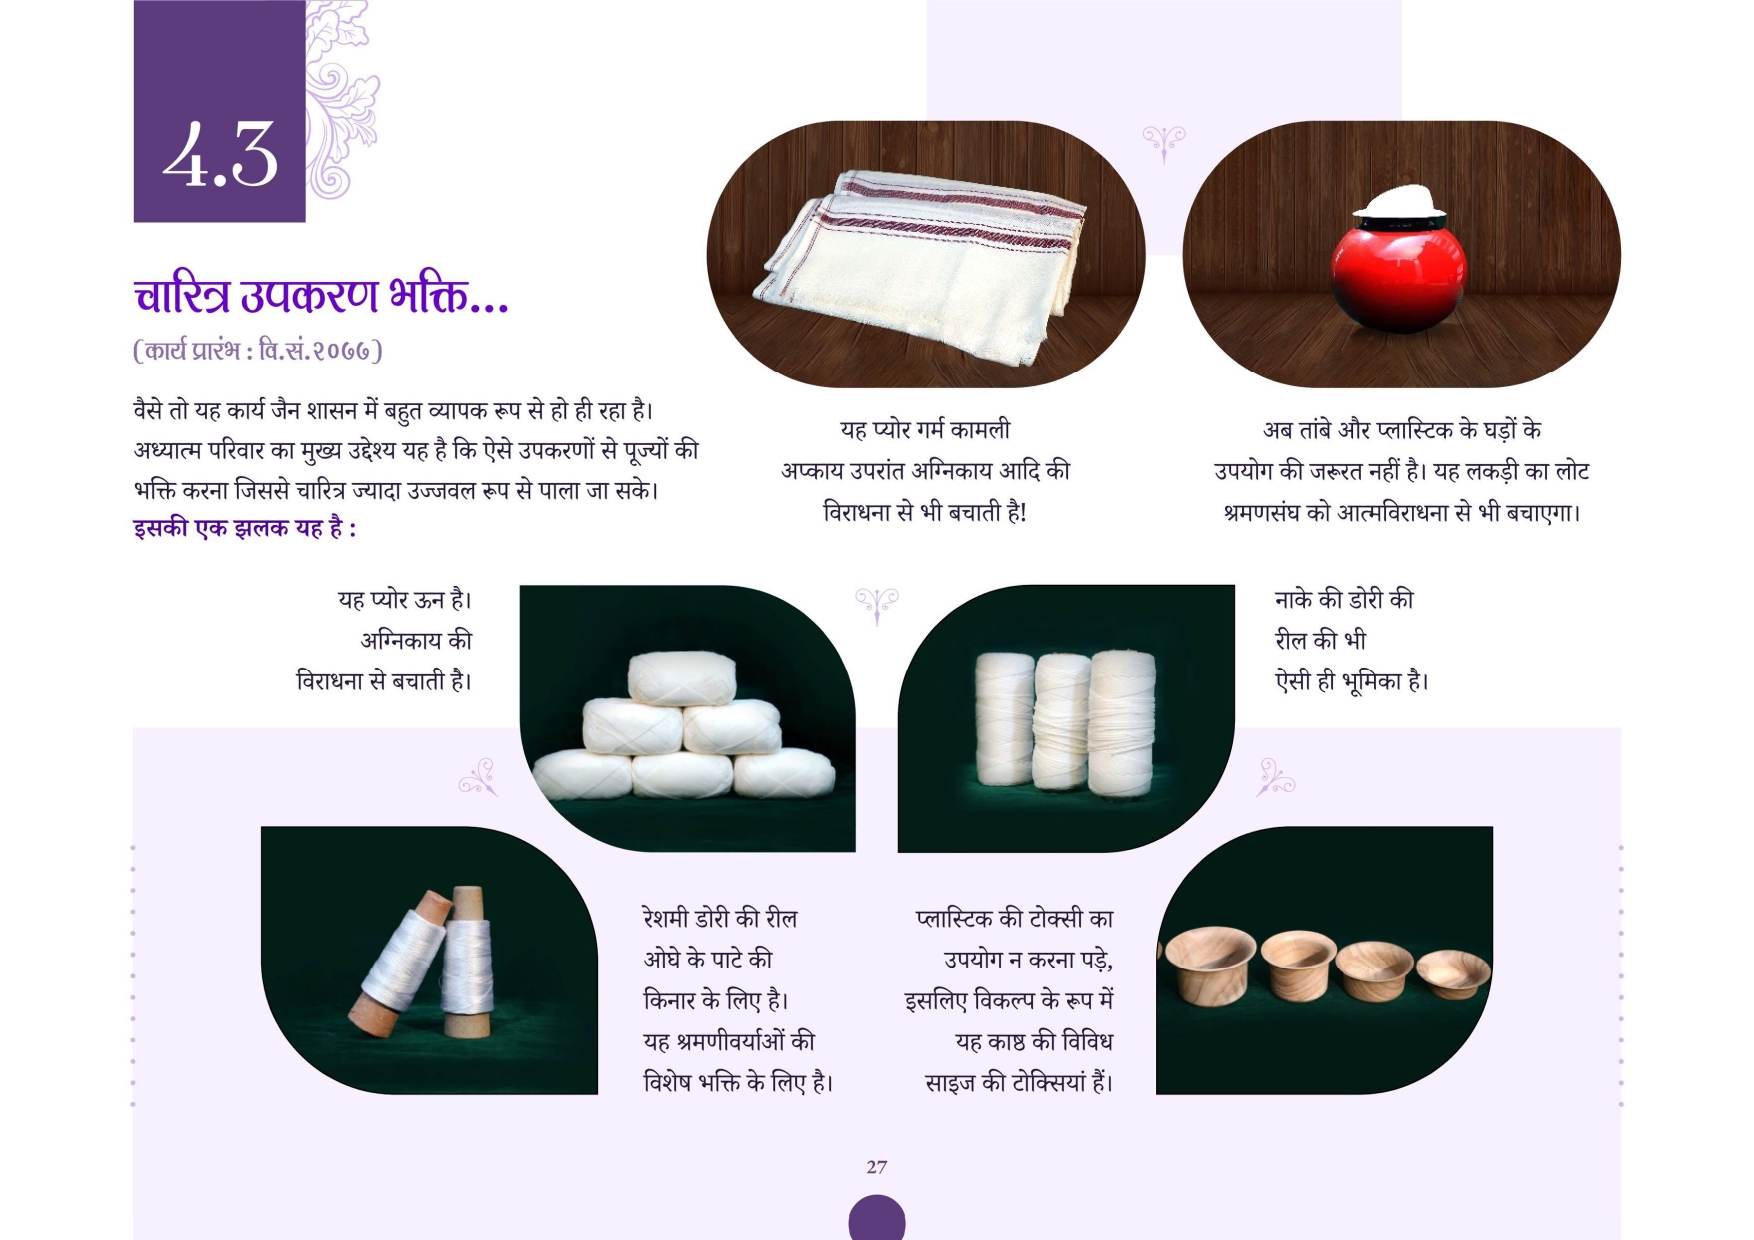 4.3
चारित्र उपकरण भक्ति...
(कार्य प्रारंभ : वि.सं.२०७७)
वैसे तो यह कार्य जैन शासन में बहुत व्यापक रूप से हो ही रहा है।
अध्यात्म परिवार का मुख्य उद्देश्य यह है कि ऐसे उपकरणों से पूज्यों की
भक्ति करना जिससे चारित्र ज्यादा उज्जवल रूप से पाला जा सके।
इसकी एक झलक यह है :
यह प्योर गर्म कामली
अप्काय उपरांत अग्निकाय आदि की
विराधना से भी बचाती है!
अब तांबे और प्लास्टिक के घड़ों के
उपयोग की जरूरत नहीं है। यह लकड़ी का लोट
श्रमणसंघ को आत्मविराधना से भी बचाएगा।
यह प्योर ऊन है।
अग्निकाय की
विराधना से बचाती है।
नाके की डोरी की
रील की भी
ऐसी ही भूमिका है।
रेशमी डोरी की रील
ओघे के पाटे की
किनार के लिए है।
यह श्रमणीवर्याओं की
विशेष भक्ति के लिए है।
प्लास्टिक की टोक्सी का
उपयोग न करना पड़े,
इसलिए विकल्प के रूप में
यह काष्ठ की विविध
साइज की टोक्सियां हैं।
27